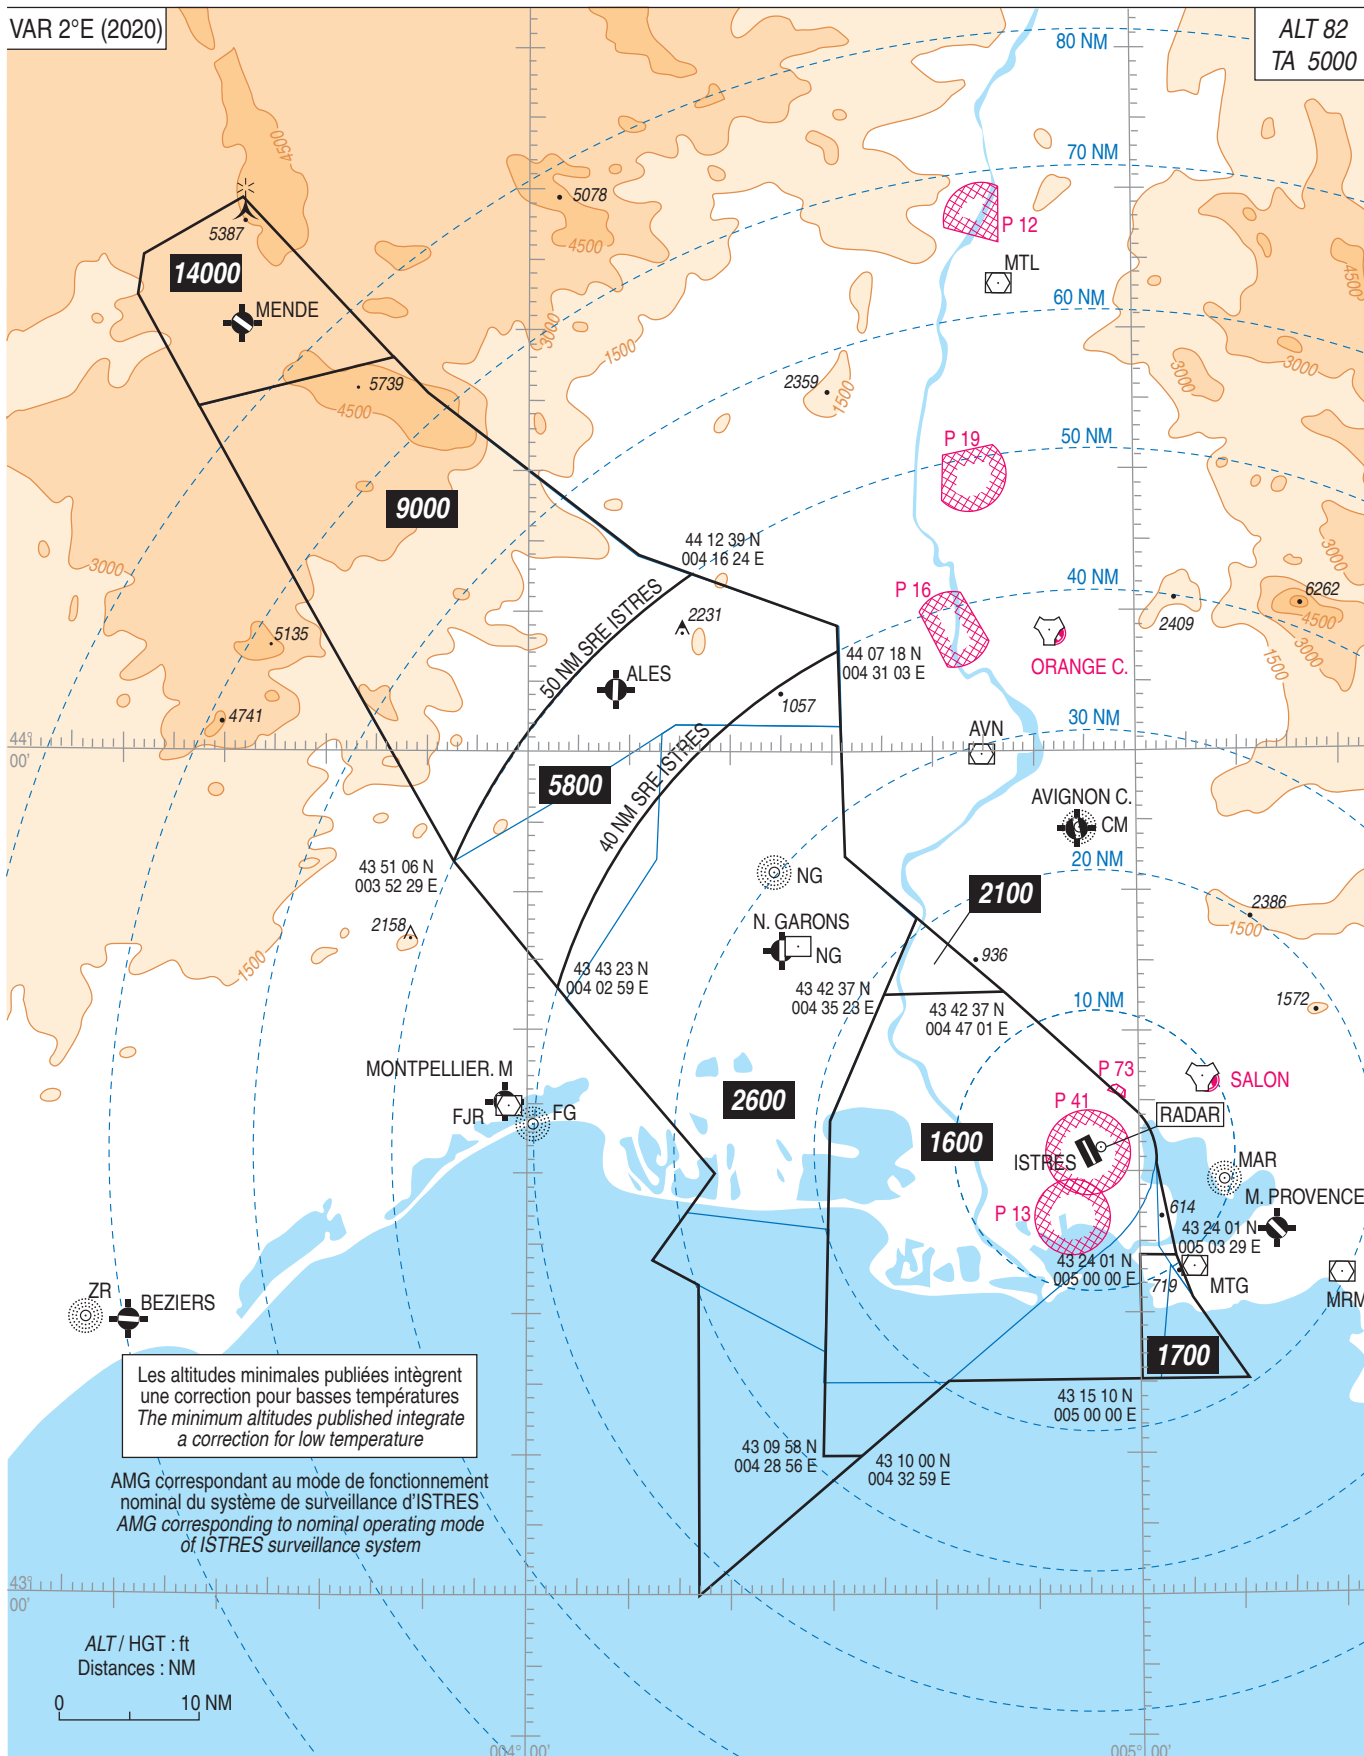 VAR 2°E (2020)
ALT 82
TA 5000
80 NM
4500
70 NM
5078
P 12
5387
4500
14000
MTL
4500
60 NM
MENDE
3000
1500
3000
3000
5739
2359
1500
4500
1500
P 19
50 NM
9000
44 12 39 N
004 16 24 E
3000
3000
40 NM
50 NM SRE ISTRES
P 16
6262
2231
2409
4500
5135
3000
44 07 18 N
004 31 03 E
ORANGE C.
1500
ALES
1057
4741
30 NM
AVN
44°
00'
40 NM SRE ISTRES
5800
AVIGNON C.
CM
20 NM
43 51 06 N
003 52 29 E
NG
2100
2386
2158
N. GARONS
1500
NG
936
1500
43 43 23 N
004 02 59 E
43 42 37 N
004 35 23 E
43 42 37 N
004 47 01 E
10 NM
1572
MONTPELLIER. M
P 73
SALON
FJR
FG
2600
P 41
RADAR
1600
ISTRES
MAR
M. PROVENCE
P 13
614
43 24 01 N
005 03 29 E
43 24 01 N
005 00 00 E
719
MTG
MRM
ZR
BEZIERS
1700
Les altitudes minimales publiées intègrent
une correction pour basses températures
The minimum altitudes published integrate
a correction for low temperature
43 15 10 N
005 00 00 E
43 09 58 N
004 28 56 E
43 10 00 N
004 32 59 E
AMG correspondant au mode de fonctionnement
nominal du système de surveillance d'ISTRES
AMG corresponding to nominal operating mode
of ISTRES surveillance system
43°
00'
ALT / HGT : ft
Distances : NM
0 10 NM
004° 00'
005° 00'